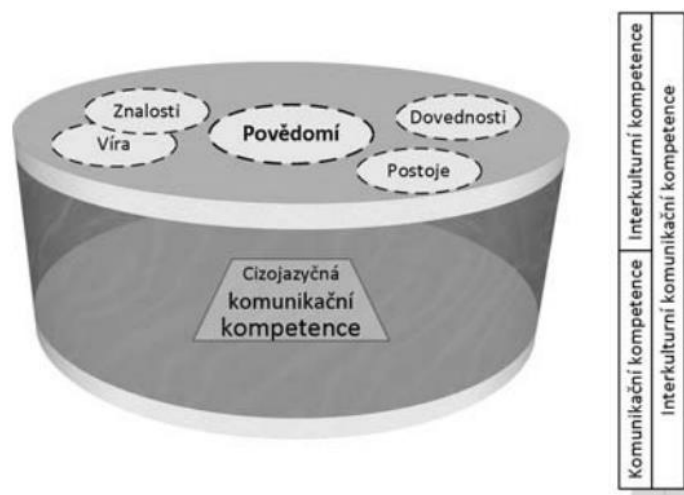 Znalosti
Víra
Povědomí
Dovednosti
Postoje
Cizojazyčná
komunikační
kompetence
Interkulturní kompetence
Komunikační kompetence
Interkulturní komunikační kompetence